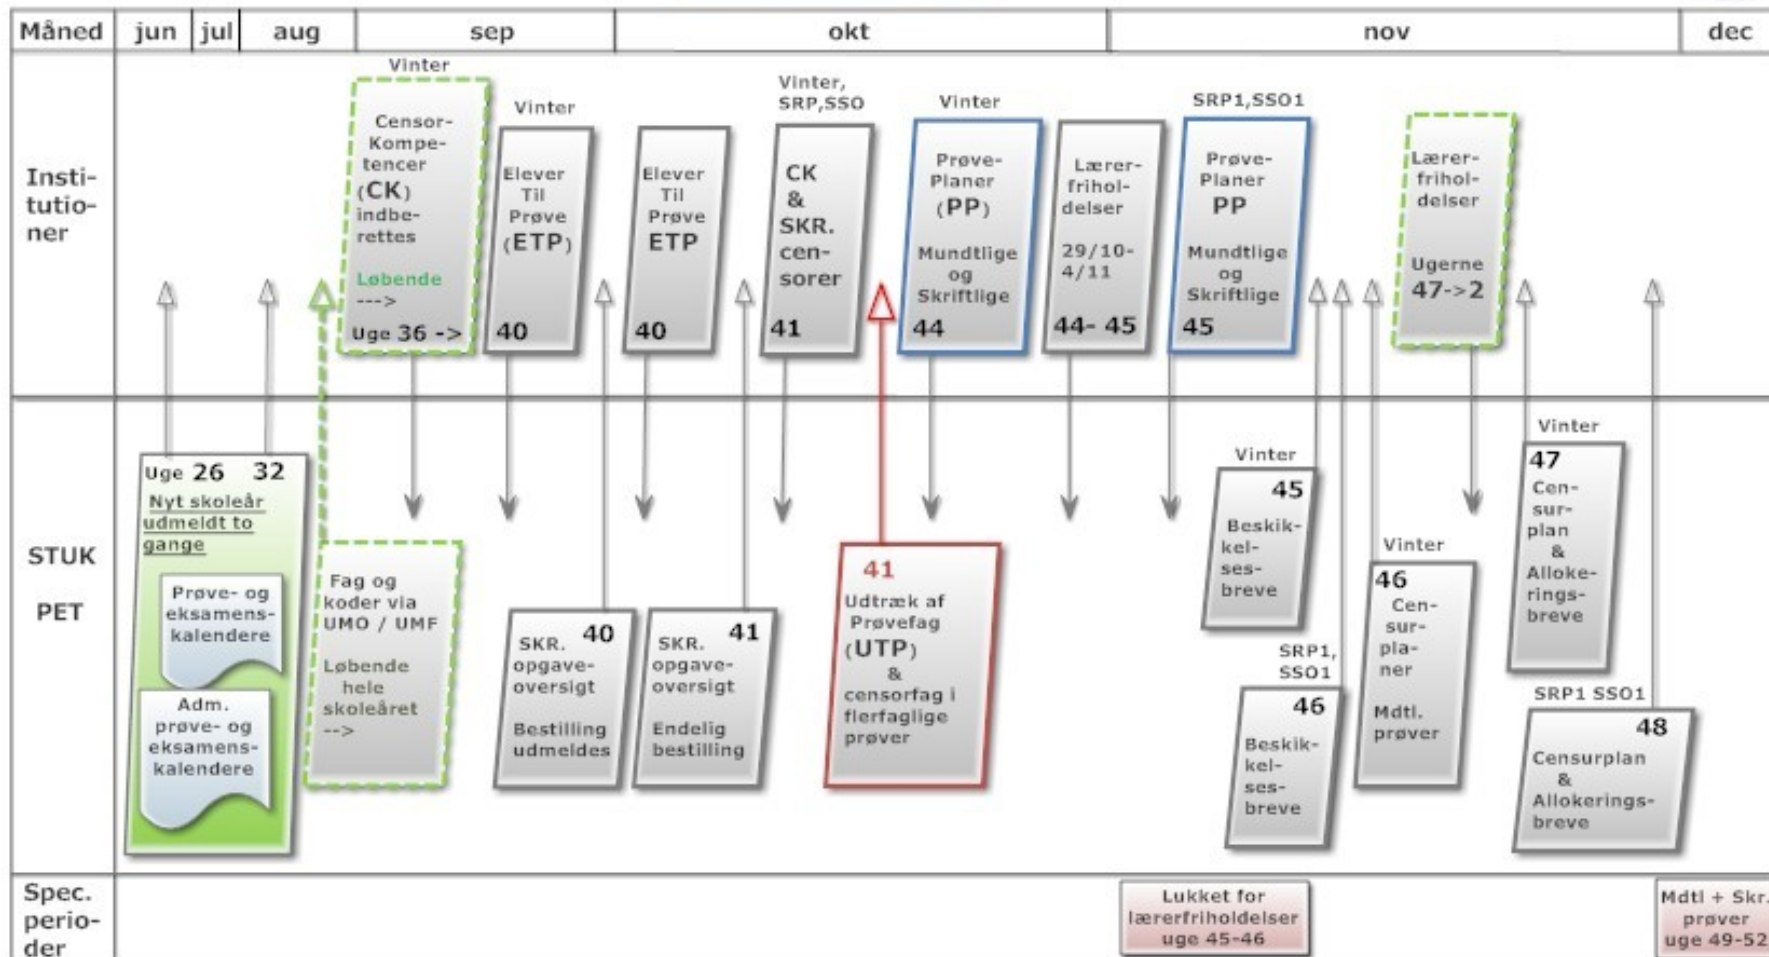 Måned
jun
jul
aug
sep
okt
nov
dec
Insti-
tutio-
ner
Vinter
Censor-
Kompe-
tencer
(CK)
indbe-
rettes
Løbende
--->
Uge 36 ->
Vinter
Elever
Til
Prøve
(ETP)
40
Elever
Til
Prøve
ETP
40
Vinter,
SRP,SSO
CK
&
SKR.
cen-
sorer
41
Vinter
Prøve-
Planer
(PP)
Mundtlige
og
Skriftlige
44
Lærer-
frihol-
delser
29/10-
4/11
44- 45
SRP1,SSO1
Prøve-
Planer
PP
Mundtlige
og
Skriftlige
45
Lærer-
frihol-
delser
Ugerne
47->2
STUK
PET
Uge 26 32
Nyt skoleår
udmeldt to
gange
Prøve- og
eksamens-
kalendere
Adm.
prøve- og
eksamens-
kalendere
Fag og
koder via
UMO / UMF
Løbende
hele
skoleåret
-->
40
SKR.
opgave-
oversigt
Bestilling
udmeldes
41
SKR.
opgave-
oversigt
Endelig
bestilling
41
Udtræk af
Prøvefag
(UTP)
&
censorfag i
flerfaglige
prøver
Vinter
45
Beskik-
kel-
ses-
breve
SRP1,
SSO1
46
Beskik-
kel-
ses-
breve
Vinter
46
Cen-
sur-
pla-
ner
Mdtl.
prøver
Vinter
47
Cen-
sur-
plan
&
Alloke-
rings-
breve
SRP1 SSO1
48
Censurplan
&
Allokerings-
breve
Spec.
perio-
der
Lukket for
lærerfriholdelser
uge 45-46
Mdtl + Skr.
prøver
uge 49-52